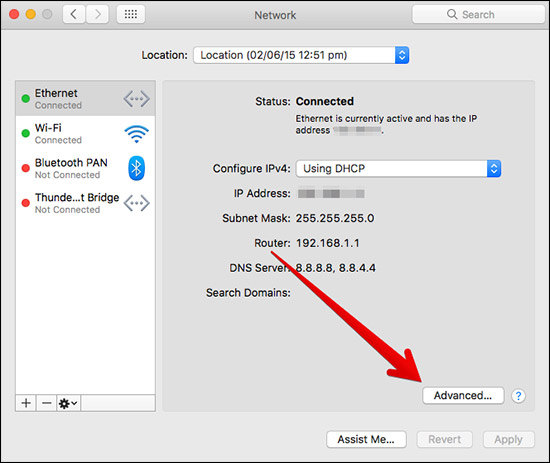 Network
Search
Location: Location (02/06/15 12:51 pm)
Ethernet
Connected
Wi-Fi
Connected
Bluetooth PAN
Not Connected
Thunde...t Bridge
Not Connected
Status: Connected
Ethernet is currently active and has the IP
address .
Configure IPv4: Using DHCP
IP Address:
Subnet Mask: 255.255.255.0
Router: 192.168.1.1
DNS Server: 8.8.8.8, 8.8.4.4
Search Domains:
Advanced... ?
Assist Me... Revert Apply